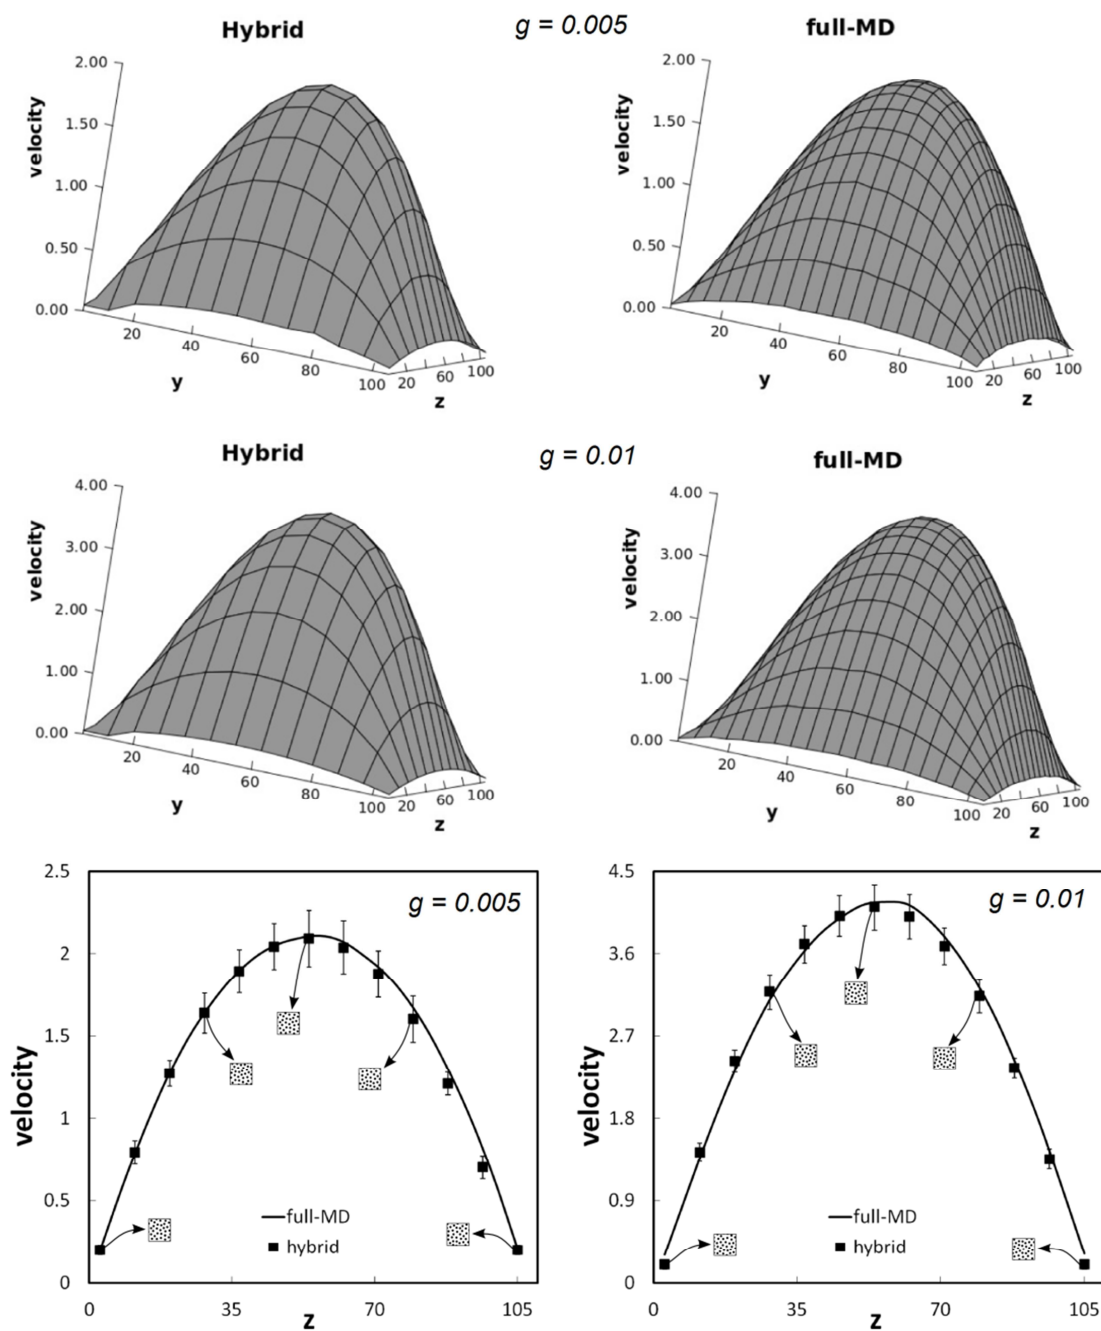 Hybrid g = 0.005 full-MD
2.00 2.00
velocity velocity
1.50 1.50
1.00 1.00
0.50 0.50
0.00 0.00
20 40 60 80 100 20 60 100
y z
20 40 60 80 100 20 60 100
y z
Hybrid g = 0.01 full-MD
4.00 4.00
velocity velocity
3.00 3.00
2.00 2.00
1.00 1.00
0.00 0.00
20 40 60 80 100 20 60 100
y z
20 40 60 80 100 20 60 100
y z
2.5
g = 0.005
2
1.5
velocity
1
0.5
full-MD
hybrid
0
0 35 70 105
z
4.5
g = 0.01
3.6
2.7
velocity
1.8
0.9
full-MD
hybrid
0
0 35 70 105
z